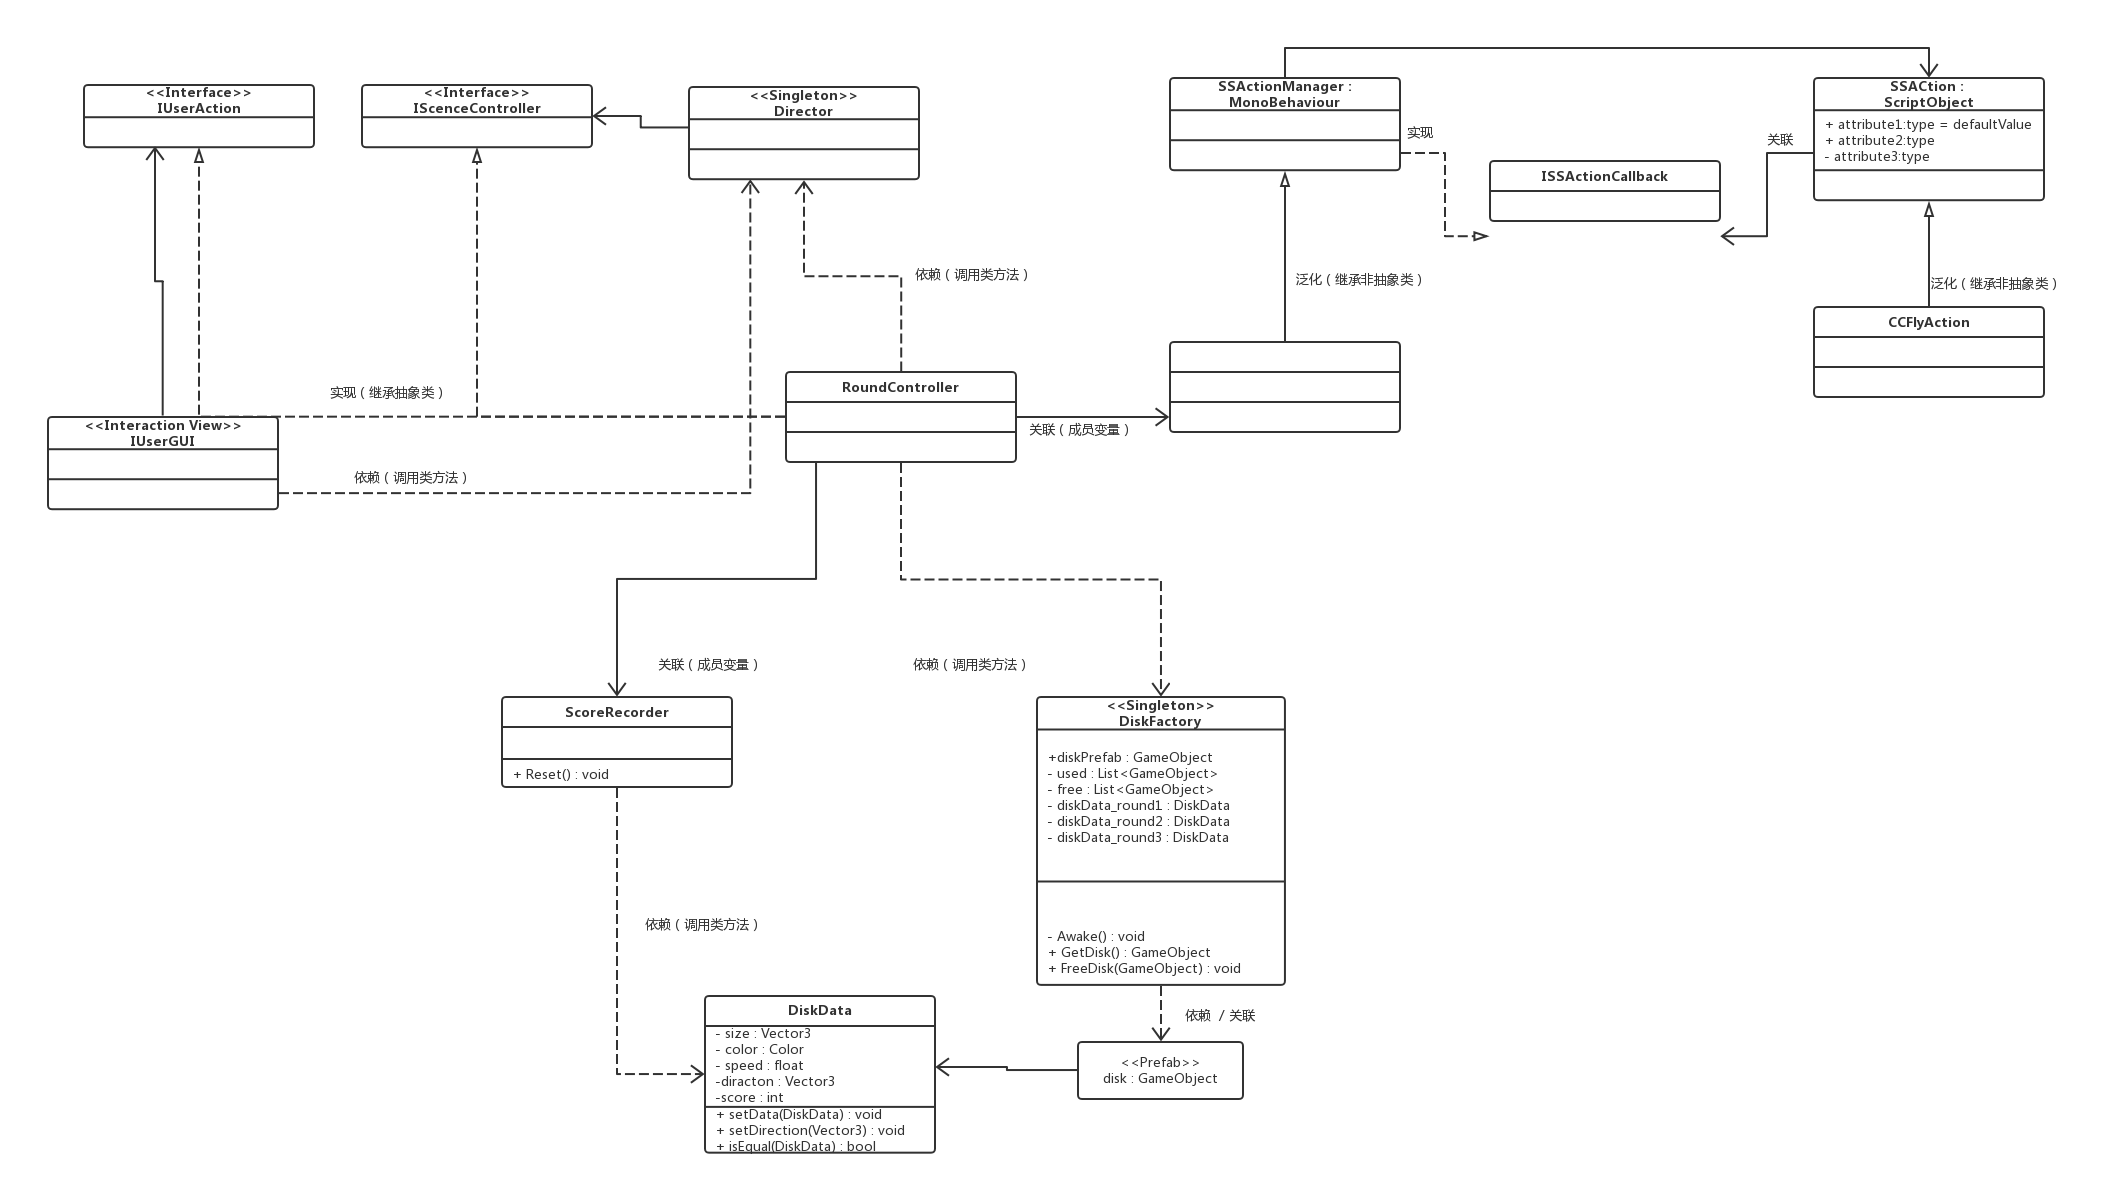 <<Interface>>
IUserAction
<<Interface>>
IScenceController
<<Singleton>>
Director
SSActionManager :
MonoBehaviour
SSACtion :
ScriptObject
+ attribute1:type = defaultValue
+ attribute2:type
- attribute3:type
实现
关联
ISSActionCallback
依赖（调用类方法）
泛化（继承非抽象类）
泛化（继承非抽象类）
CCFlyAction
RoundController
实现（继承抽象类）
关联（成员变量）
<<Interaction View>>
IUserGUI
依赖（调用类方法）
关联（成员变量）
依赖（调用类方法）
ScoreRecorder
+ Reset() : void
<<Singleton>>
DiskFactory
+diskPrefab : GameObject
- used : List<GameObject>
- free : List<GameObject>
- diskData_round1 : DiskData
- diskData_round2 : DiskData
- diskData_round3 : DiskData
- Awake() : void
+ GetDisk() : GameObject
+ FreeDisk(GameObject) : void
依赖（调用类方法）
依赖 / 关联
DiskData
- size : Vector3
- color : Color
- speed : float
-diracton : Vector3
-score : int
+ setData(DiskData) : void
+ setDirection(Vector3) : void
+ isEqual(DiskData) : bool
<<Prefab>>
disk : GameObject